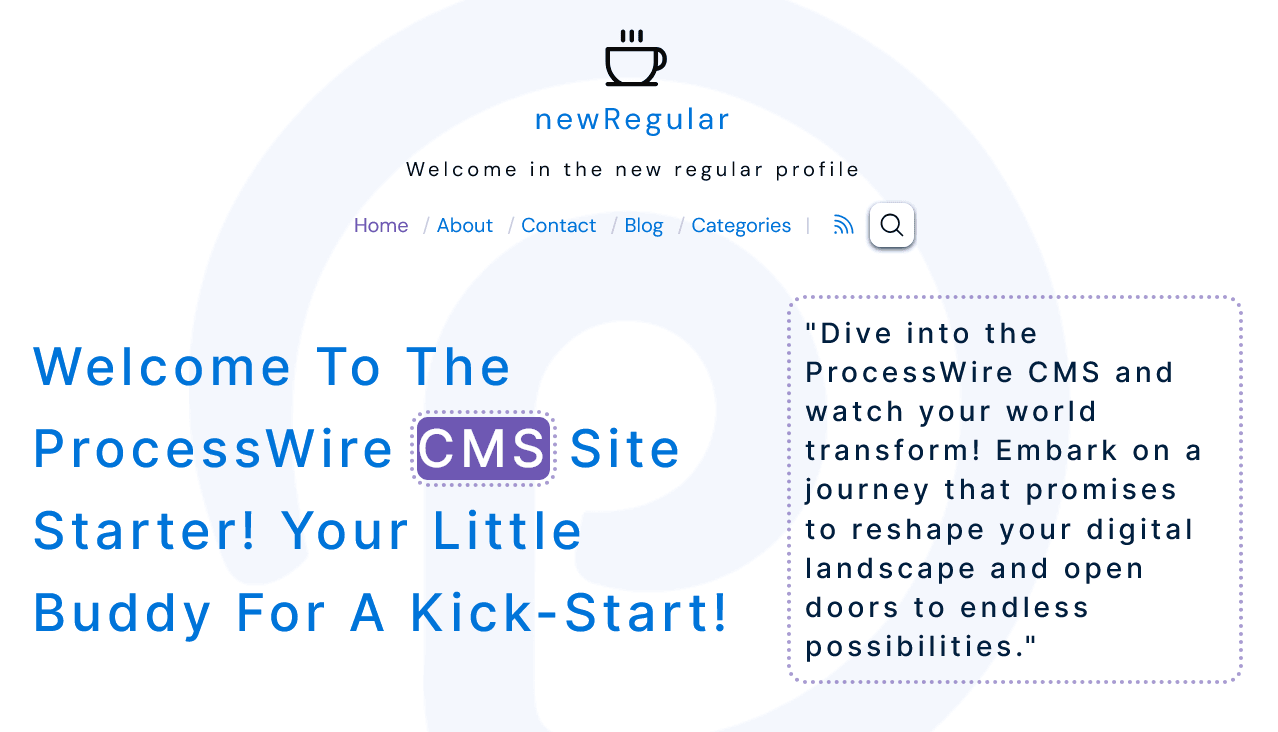 newRegular
Welcome in the new regular profile
Home / About / Contact / Blog / Categories |
Welcome To The
ProcessWire CMS Site
Starter! Your Little
Buddy For A Kick-Start!
"Dive into the
ProcessWire CMS and
watch your world
transform! Embark on a
journey that promises
to reshape your digital
landscape and open
doors to endless
possibilities."